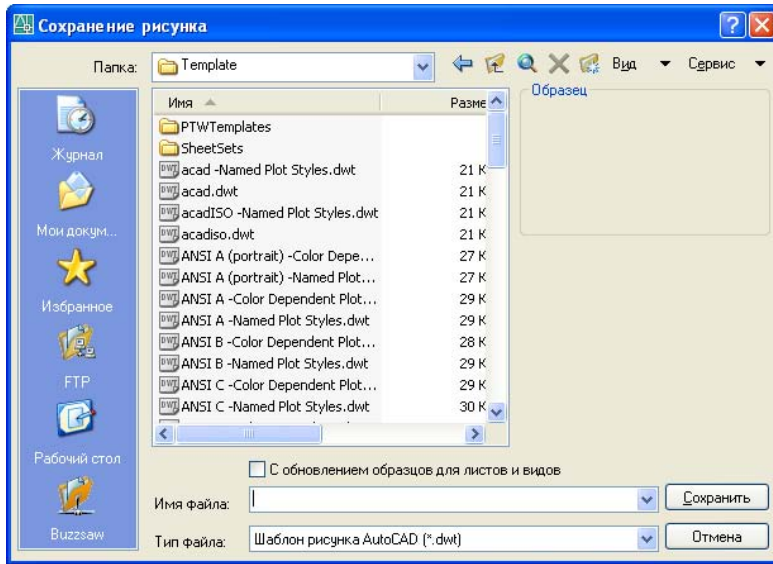 Сохранение рисунка
Папка: Template Вид Сервис
Имя Разме
Образец
PTWTemplates
SheetSets
acad -Named Plot Styles.dwt 21 К
acad.dwt 21 К
acadISO -Named Plot Styles.dwt 21 К
acadiso.dwt 21 К
ANSI A (portrait) -Color Depe... 27 К
ANSI A (portrait) -Named Plot... 27 К
ANSI A -Color Dependent Plot... 29 К
ANSI A -Named Plot Styles.dwt 29 К
ANSI B -Color Dependent Plot... 28 К
ANSI B -Named Plot Styles.dwt 29 К
ANSI C -Color Dependent Plot... 29 К
ANSI C -Named Plot Styles.dwt 30 К
Журнал
Мои докум...
Избранное
FTP
Рабочий стол
Buzzsaw
С обновлением образцов для листов и видов
Имя файла: Сохранить
Тип файла: Шаблон рисунка AutoCAD (*.dwt) Отмена